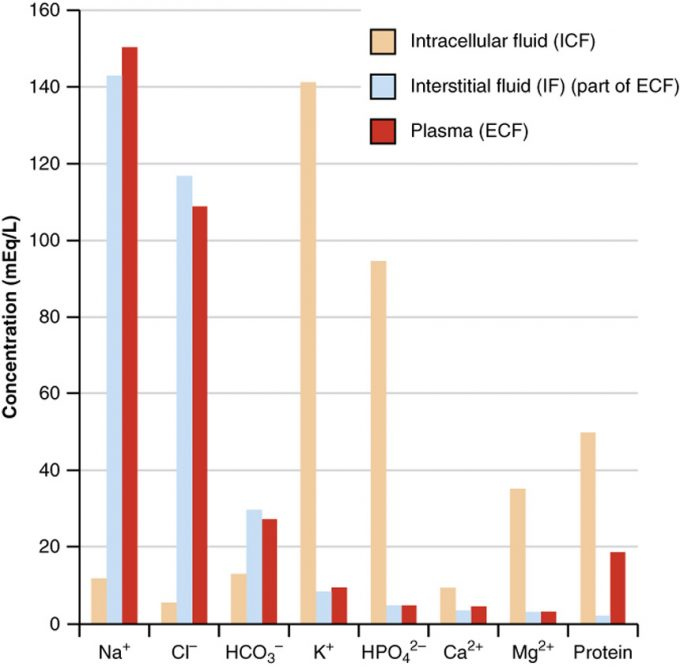 160
140
120
100
80
60
40
20
0
Concentration (mEq/L)
Intracellular fluid (ICF)
Interstitial fluid (IF) (part of ECF)
Plasma (ECF)
Na⁺ Cl⁻ HCO₃⁻ K⁺ HPO₄²⁻ Ca²⁺ Mg²⁺ Protein